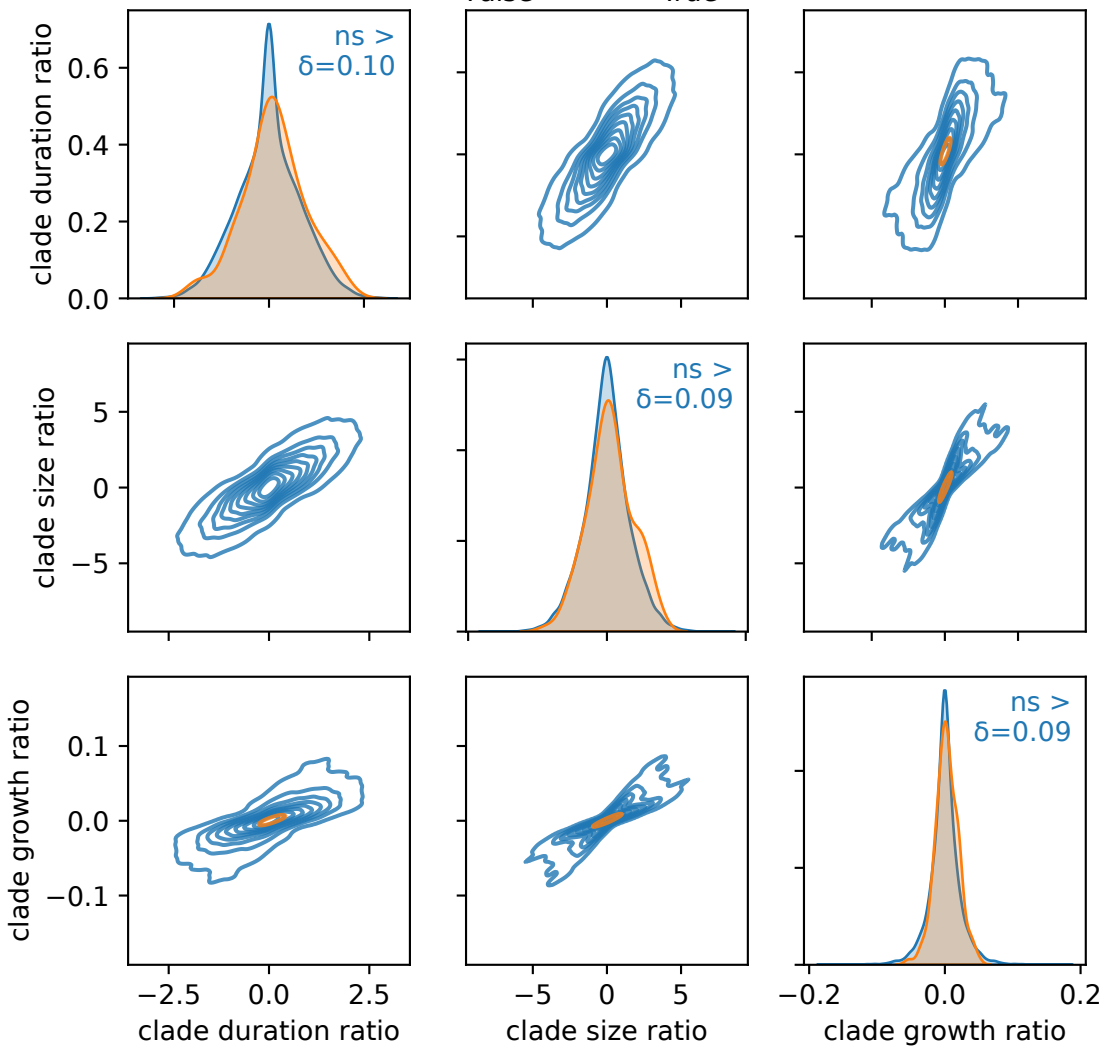 clade duration ratio
0.6
0.4
0.2
0.0
ns >
δ=0.10
clade size ratio
5
0
−5
ns >
δ=0.09
clade growth ratio
0.1
0.0
−0.1
ns >
δ=0.09
−2.5
0.0
2.5
−5
0
5
−0.2
0.0
0.2
clade duration ratio
clade size ratio
clade growth ratio